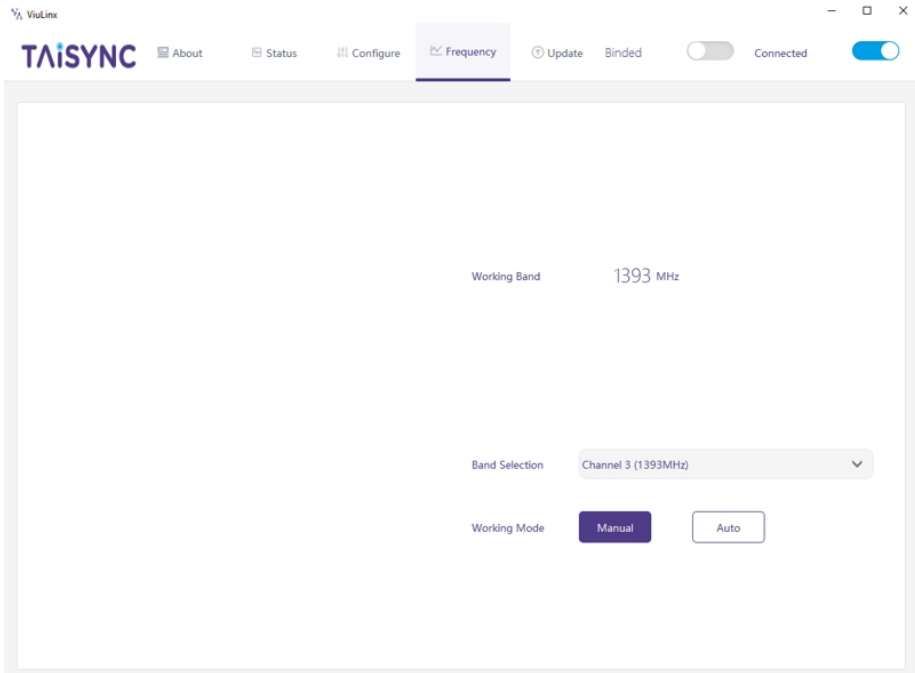 ViuLinx
TAiSYNC About Status Configure Frequency Update Binded Connected
Working Band 1393 MHz
Band Selection Channel 3 (1393MHz)
Working Mode Manual Auto